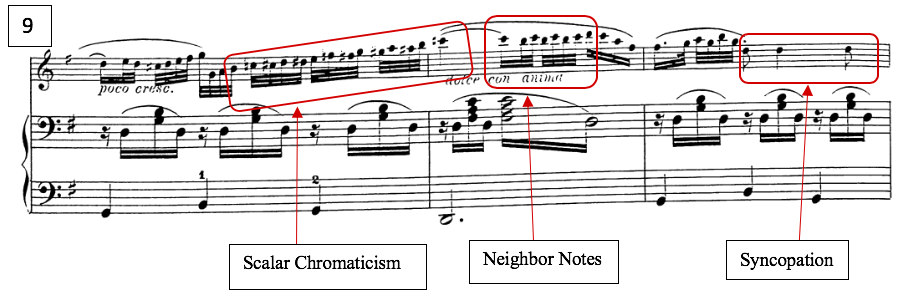 9
poco cresc.
dolce con anima
1
2
Scalar Chromaticism
Neighbor Notes
Syncopation